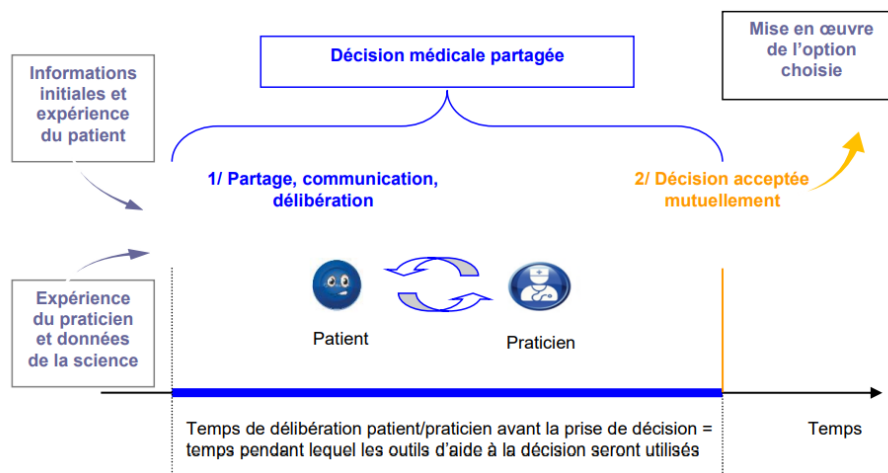 Décision médicale partagée
Mise en œuvre
de l'option
choisie
Informations
initiales et
expérience
du patient
1/ Partage, communication,
délibération
2/ Décision acceptée
mutuellement
Expérience
du praticien
et données
de la science
Patient
Praticien
Temps de délibération patient/praticien avant la prise de décision =
temps pendant lequel les outils d'aide à la décision seront utilisés
Temps